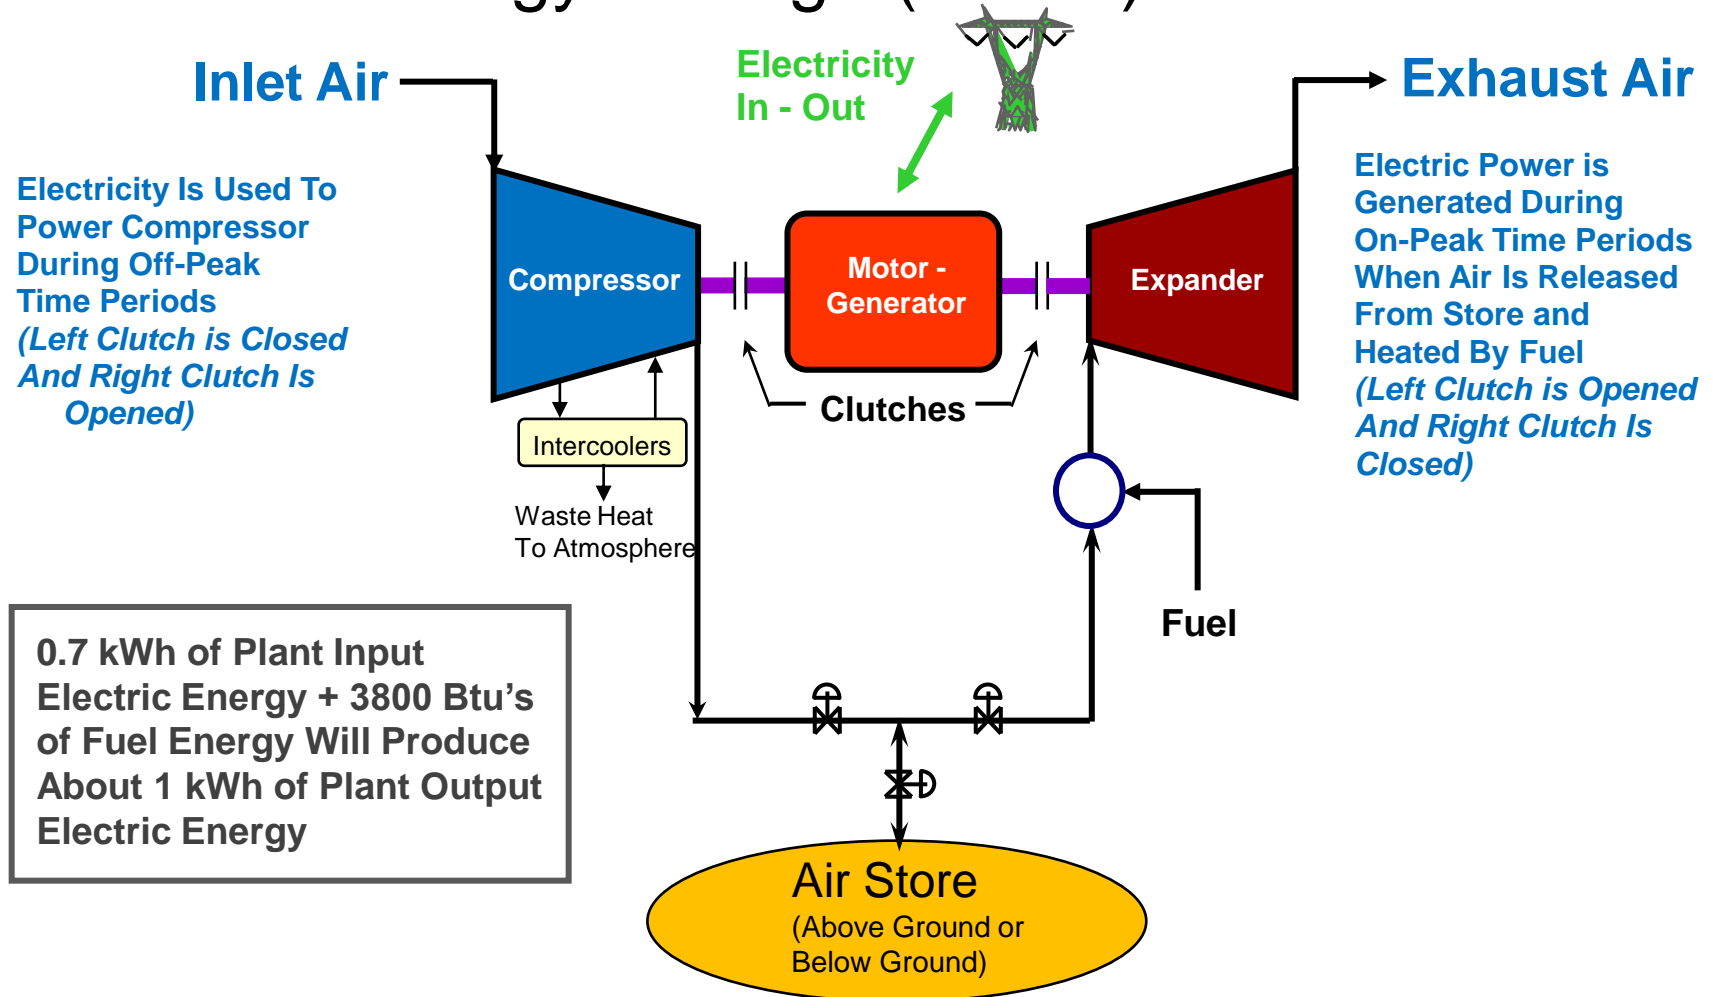 Inlet Air
Electricity
In - Out
Exhaust Air
Electricity Is Used To
Power Compressor
During Off-Peak
Time Periods
(Left Clutch is Closed
And Right Clutch Is
Opened)
Compressor
Motor -
Generator
Expander
Electric Power is
Generated During
On-Peak Time Periods
When Air Is Released
From Store and
Heated By Fuel
(Left Clutch is Opened
And Right Clutch Is
Closed)
Clutches
Intercoolers
Waste Heat
To Atmosphere
Fuel
0.7 kWh of Plant Input
Electric Energy + 3800 Btu's
of Fuel Energy Will Produce
About 1 kWh of Plant Output
Electric Energy
Air Store
(Above Ground or
Below Ground)